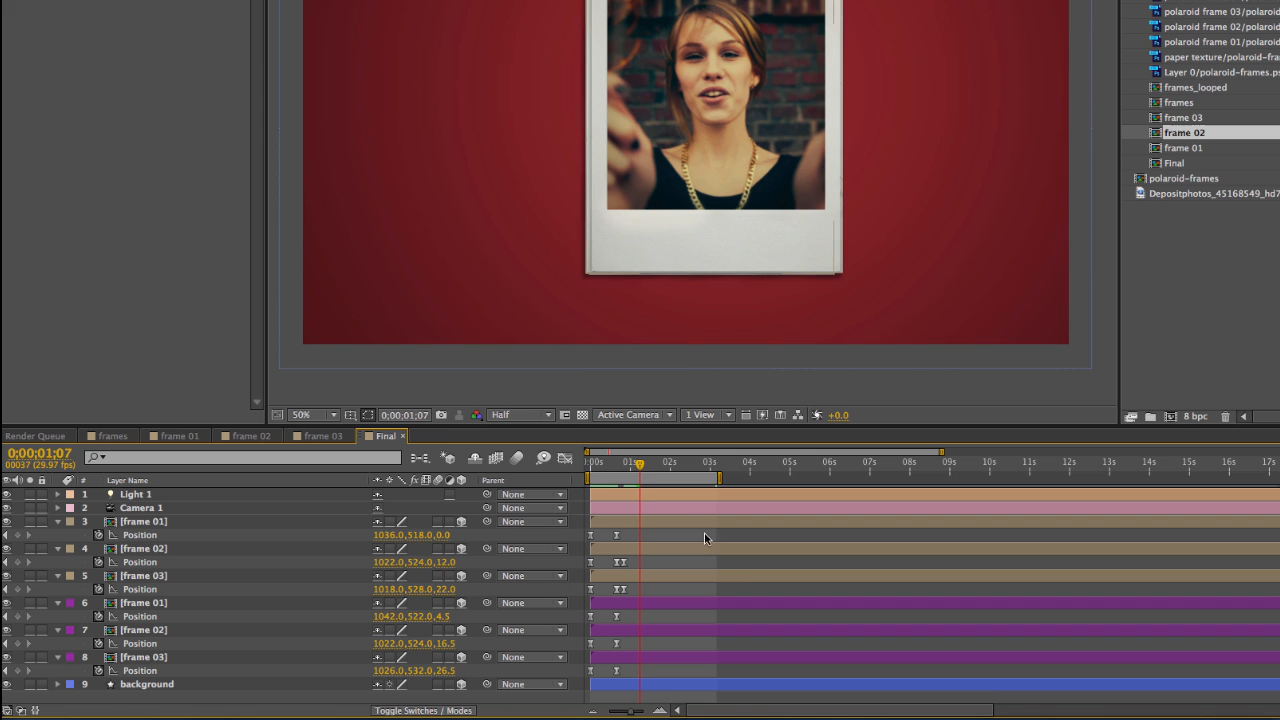 polaroid frame 03/polaroid
polaroid frame 02/polaroid
polaroid frame 01/polaroid
paper texture/polaroid-fra
Layer 0/polaroid-frames.ps
frames_looped
frames
frame 03
frame 02
frame 01
Final
polaroid-frames
Depositphotos_45168549_hd7
50% 0;00;01;07 Half Active Camera 1 View +0.0 8 bpc
Render Queue frames frame 01 frame 02 frame 03 Final ×
0;00;01;07
00037 (29.97 fps)
:00s 01s 02s 03s 04s 05s 06s 07s 08s 09s 10s 11s 12s 13s 14s 15s 16s 17s
# Layer Name Parent
1 Light 1 None
2 Camera 1 None
3 [frame 01] None
Position 1036.0,518.0,0.0
4 [frame 02] None
Position 1022.0,524.0,12.0
5 [frame 03] None
Position 1018.0,528.0,22.0
6 [frame 01] None
Position 1042.0,522.0,4.5
7 [frame 02] None
Position 1022.0,524.0,16.5
8 [frame 03] None
Position 1026.0,532.0,26.5
9 background None
Toggle Switches / Modes